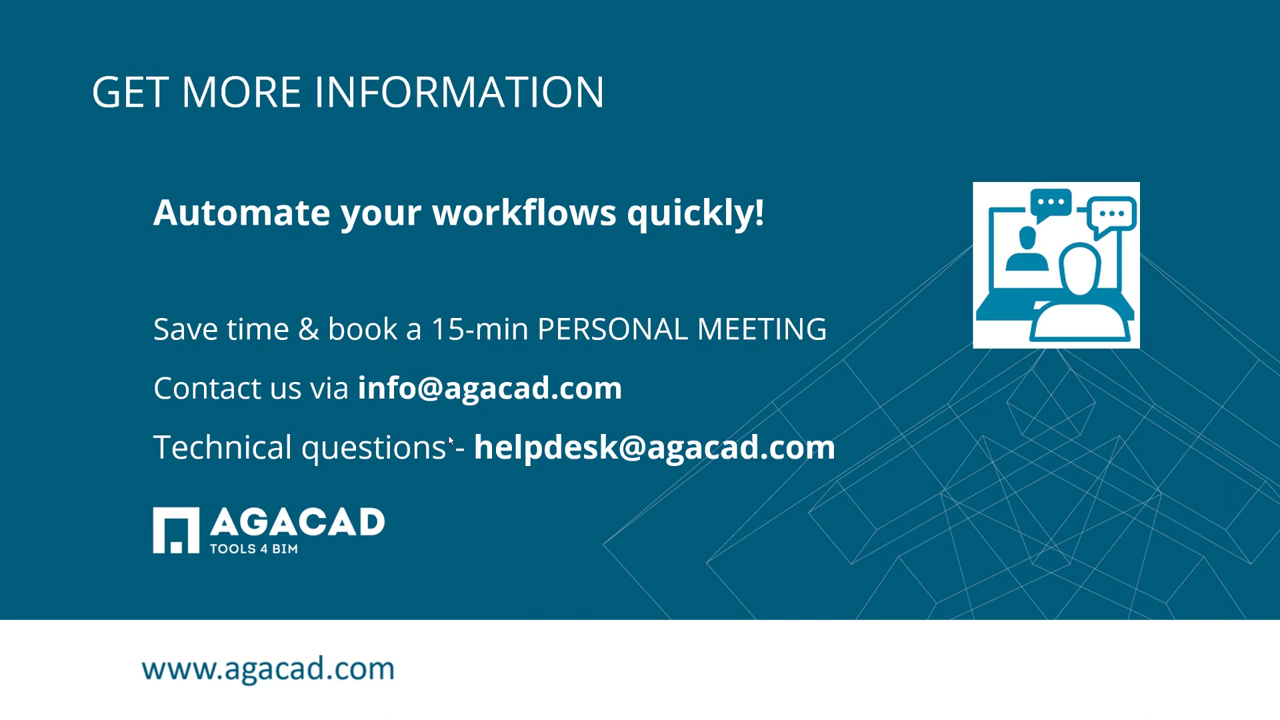 GET MORE INFORMATION
Automate your workflows quickly!
Save time & book a 15-min PERSONAL MEETING
Contact us via info@agacad.com
Technical questions - helpdesk@agacad.com
AGACAD
TOOLS 4 BIM
www.agacad.com